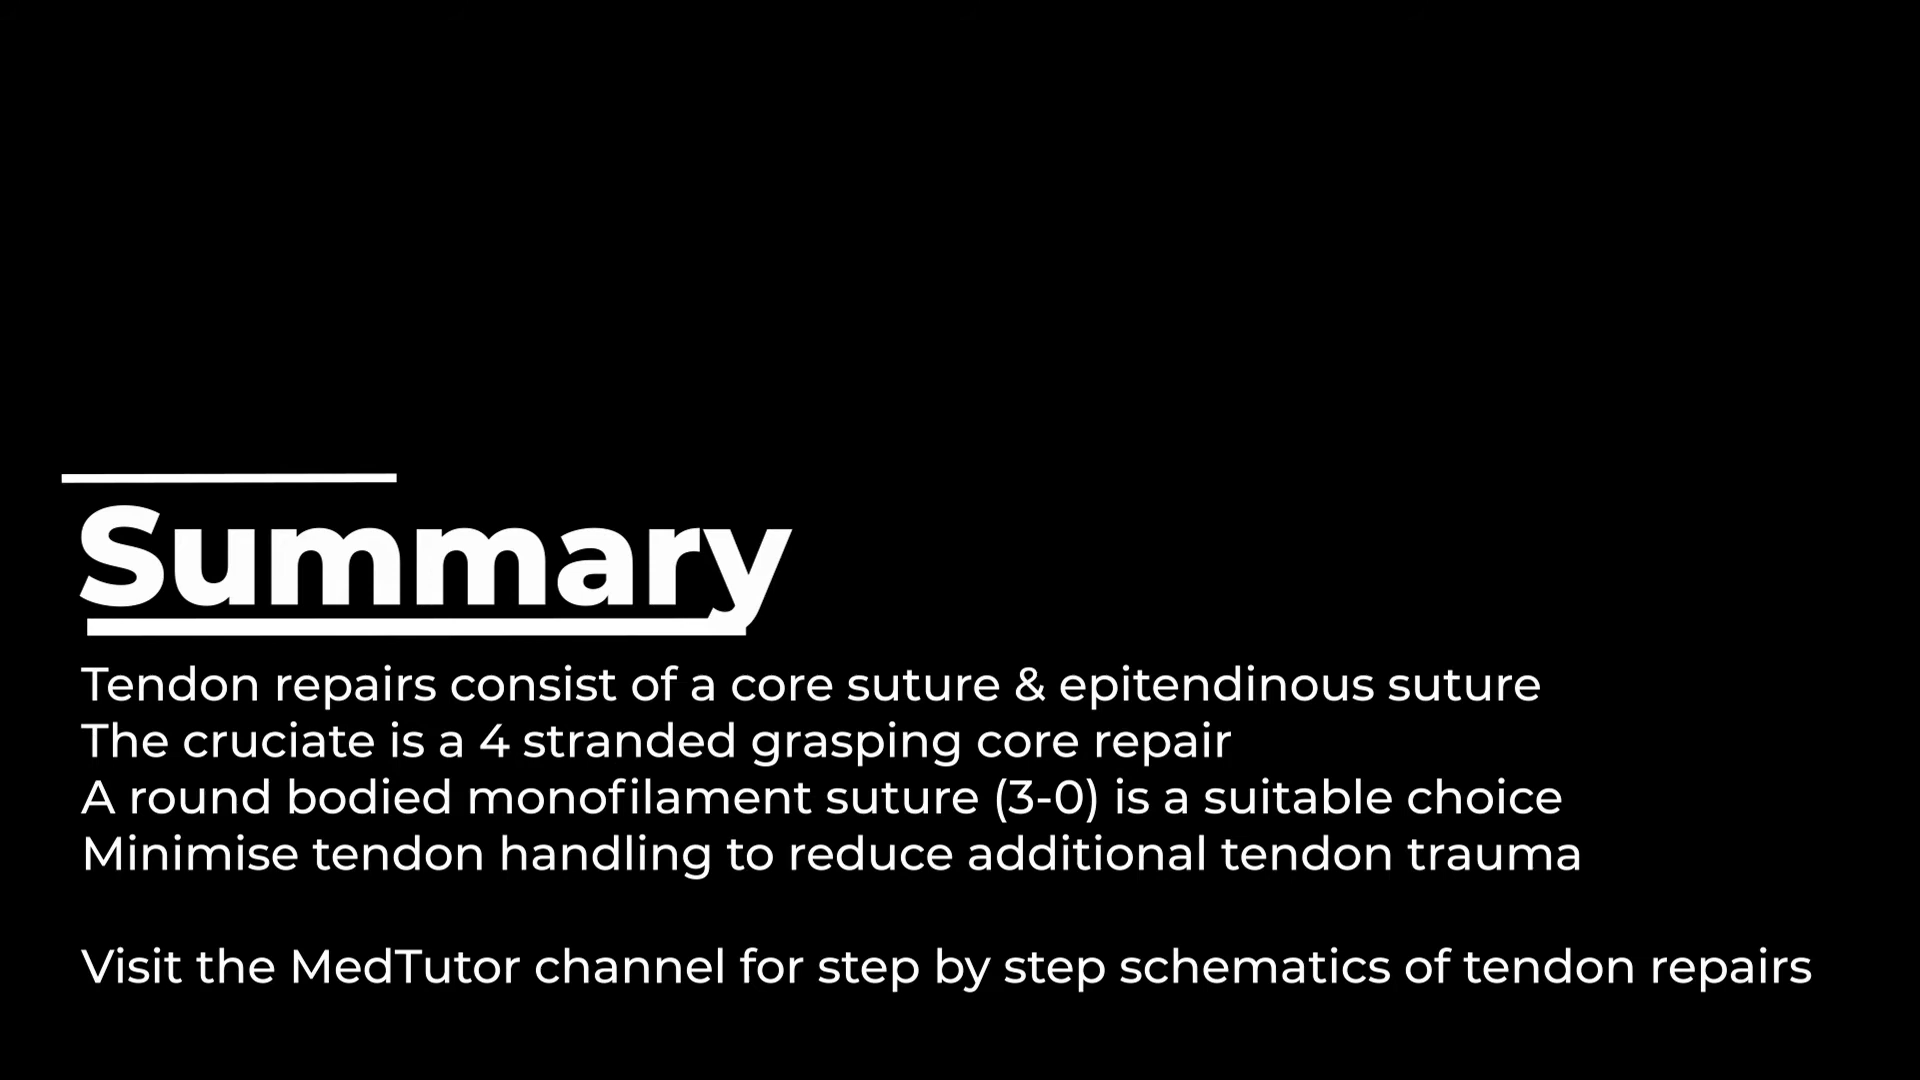 Summary
Tendon repairs consist of a core suture & epitendinous suture
The cruciate is a 4 stranded grasping core repair
A round bodied monofilament suture (3-0) is a suitable choice
Minimise tendon handling to reduce additional tendon trauma
Visit the MedTutor channel for step by step schematics of tendon repairs